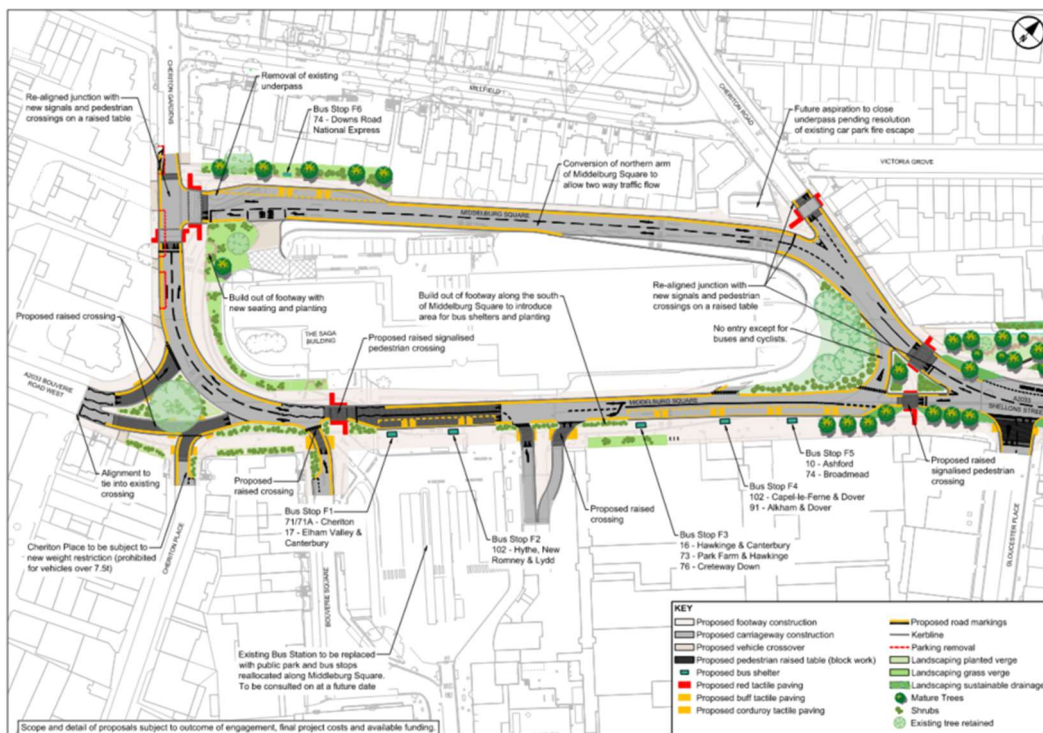 CHERITON GARDENS
Removal of existing
underpass
Re-aligned junction with
new signals and pedestrian
crossings on a raised table
Bus Stop F6
74 - Downs Road
National Express
MILLFIELD
CHERITON ROAD
Future aspiration to close
underpass pending resolution
of existing car park fire escape
VICTORIA GROVE
Conversion of northern arm
of Middelburg Square to
allow two way traffic flow
MIDDELBURG SQUARE
Build out of footway with
new seating and planting
Proposed raised crossing
THE SAGA
BUILDING
Build out of footway along the south
of Middelburg Square to introduce
area for bus shelters and planting
Proposed raised signalised
pedestrian crossing
Re-aligned junction with
new signals and pedestrian
crossings on a raised table
No entry except for
buses and cyclists.
A2033 BOUVERIE
ROAD WEST
MIDDELBURG SQUARE
A2033
SHELLONS STREET
Alignment to
tie into existing
crossing
Proposed
raised crossing
Bus Stop F1
71/71A - Cheriton
17 - Elham Valley &
Canterbury
Bus Stop F2
102 - Hythe, New
Romney & Lydd
Proposed raised
crossing
Bus Stop F3
16 - Hawkinge & Canterbury
73 - Park Farm & Hawkinge
76 - Creteway Down
Bus Stop F4
102 - Capel-le-Ferne & Dover
91 - Alkham & Dover
Bus Stop F5
10 - Ashford
74 - Broadmead
Proposed raised
signalised pedestrian
crossing
Cheriton Place to be subject to
new weight restriction (prohibited
for vehicles over 7.5t)
CHERITON PLACE
BOUVERIE SQUARE
GLOUCESTER PLACE
Existing Bus Station to be replaced
with public park and bus stops
reallocated along Middleburg Square.
To be consulted on at a future date
KEY
Proposed footway construction
Proposed carriageway construction
Proposed vehicle crossover
Proposed pedestrian raised table (block work)
Proposed bus shelter
Proposed red tactile paving
Proposed buff tactile paving
Proposed corduroy tactile paving
Proposed road markings
Kerbline
Parking removal
Landscaping planted verge
Landscaping grass verge
Landscaping sustainable drainage
Mature Trees
Shrubs
Existing tree retained
Scope and detail of proposals subject to outcome of engagement, final project costs and available funding.